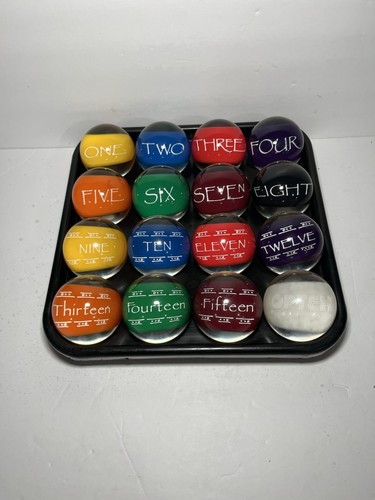 ONE TWO THREE FOUR
FIVE SIX SEVEN EIGHT
NINE TEN ELEVEN TWELVE
Thirteen Fourteen Fifteen